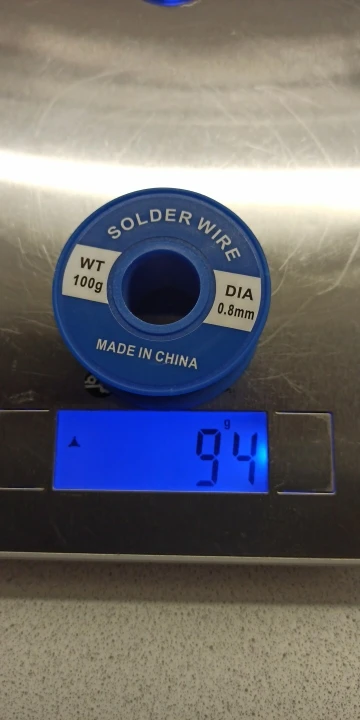 SOLDER WIRE
WT
100g
DIA
0.8mm
MADE IN CHINA
g
94